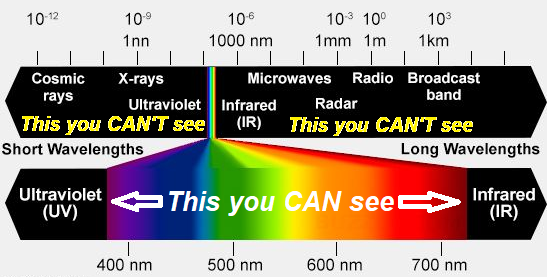 10-12 10-9 10-6 10-3 100 103
1nn 1000 nm 1mm 1m 1km
Cosmic rays X-rays Microwaves Radio Broadcast band
Ultraviolet Infrared (IR) Radar
This you CAN'T see This you CAN'T see
Short Wavelengths Long Wavelengths
Ultraviolet (UV) This you CAN see Infrared (IR)
400 nm 500 nm 600 nm 700 nm